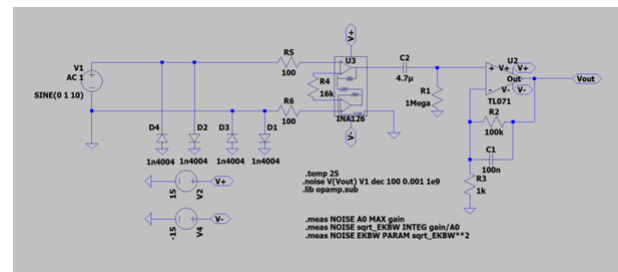 V1
AC 1
SINE(0 1 10)
R5
100
R6
100
R4
16k
V+
U3
INA126
V-
C2
4.7µ
R1
1Mega
V+
V+
U2
Out
V-
V-
TL071
Vout
R2
100k
C1
100n
R3
1k
D4
D2
D3
D1
1n4004
1n4004
1n4004
1n4004
15
V2
V+
-15
V4
V-
.temp 25
.noise V(Vout) V1 dec 100 0.001 1e9
.lib opamp.sub
.meas NOISE A0 MAX gain
.meas NOISE sqrt_EKBW INTEG gain/A0
.meas NOISE EKBW PARAM sqrt_EKBW**2